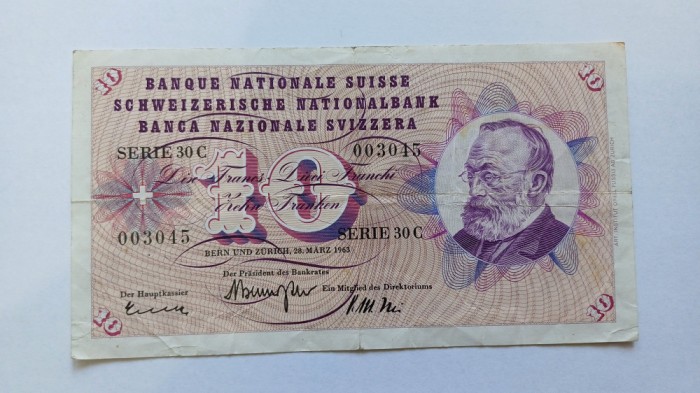 10
10
BANQUE NATIONALE SUISSE
SCHWEIZERISCHE NATIONALBANK
BANCA NAZIONALE SVIZZERA
SERIE 30 C
003045
10
Dix Francs Dieci Franchi
Zehn Franken
003045
SERIE 30 C
BERN UND ZÜRICH, 28. MÄRZ 1963
Der Präsident des Bankrates
Der Hauptkassier
Ein Mitglied des Direktoriums
10
10